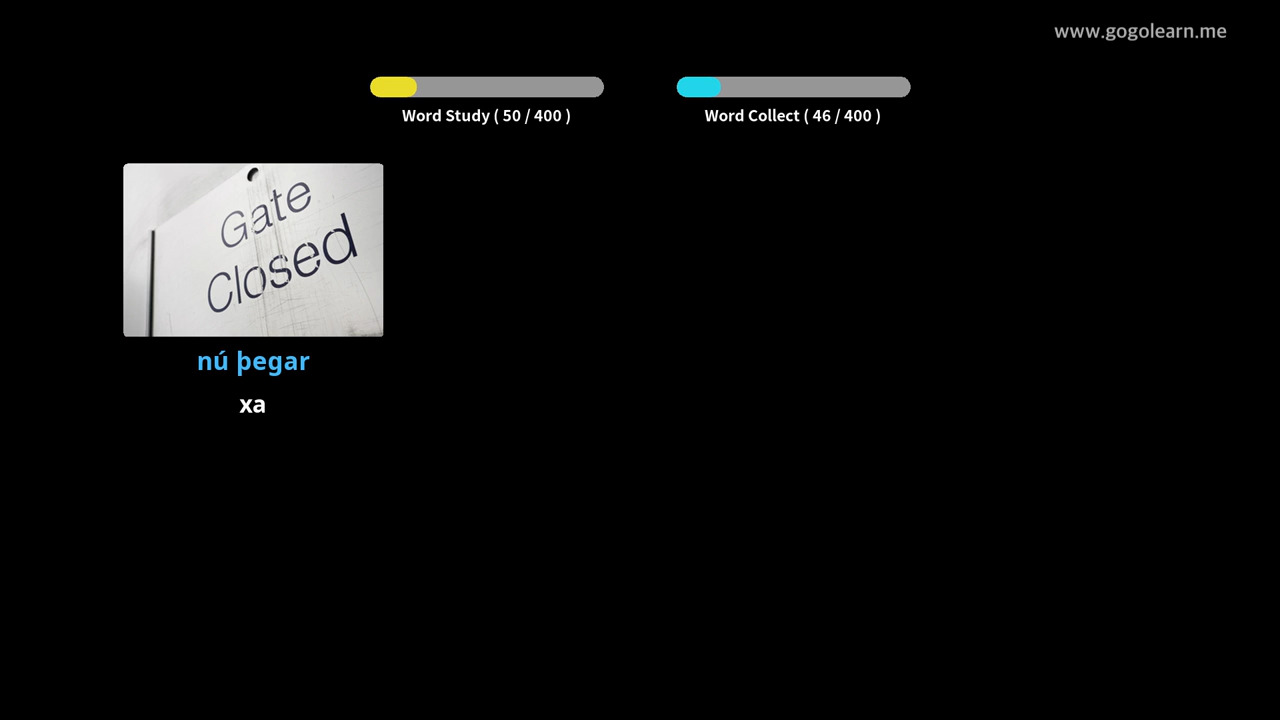 www.gogolearn.me
Word Study ( 50 / 400 )
Word Collect ( 46 / 400 )
Gate
Closed
nú þegar
xa